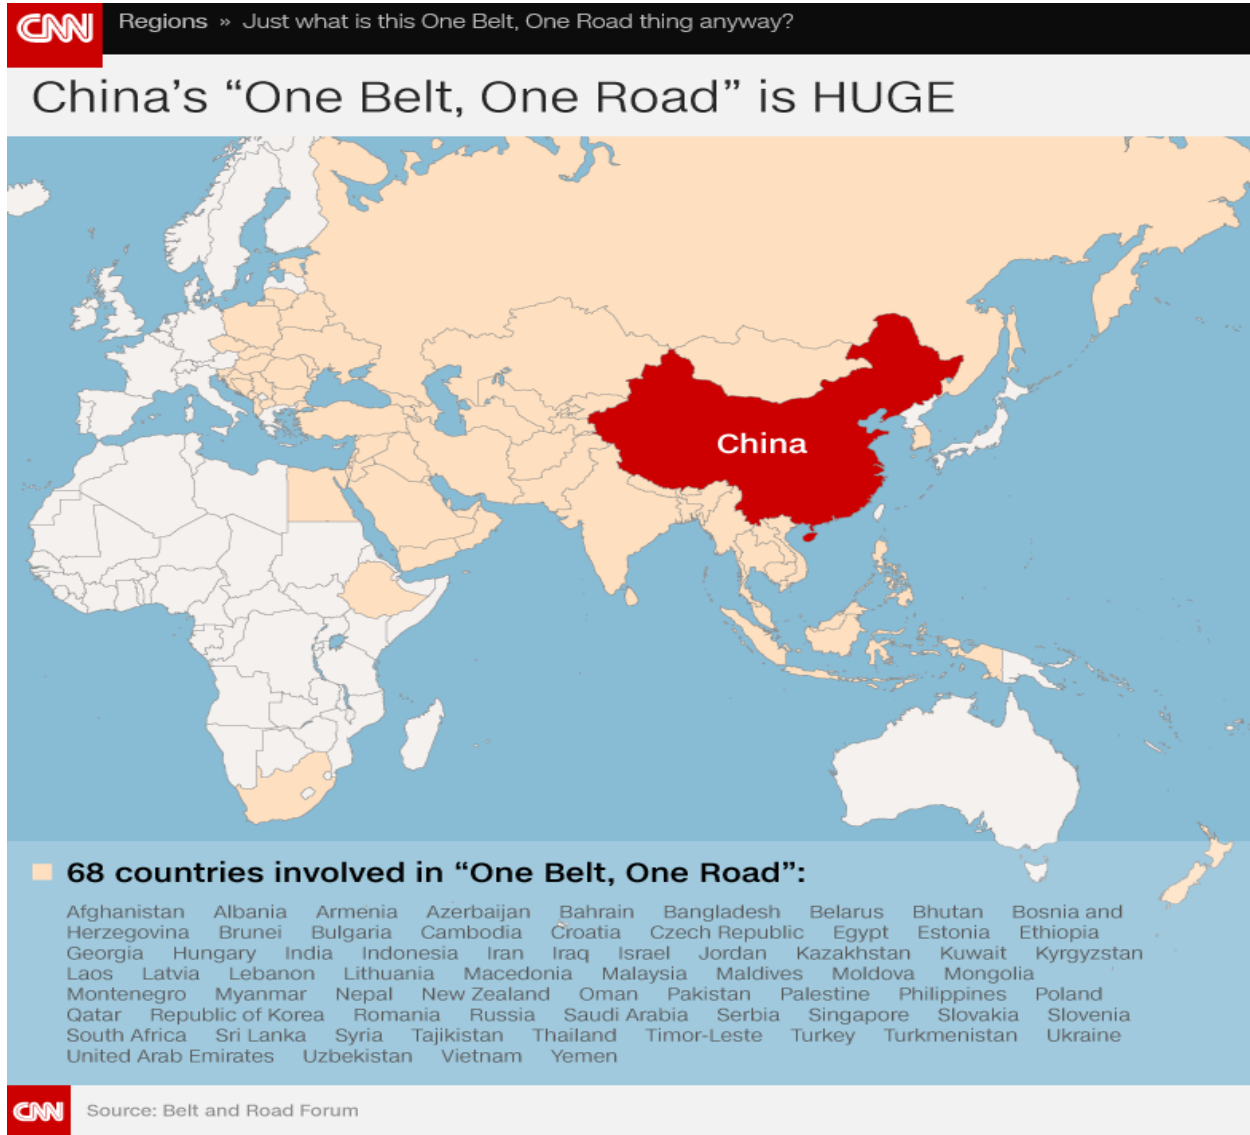 CNN Regions » Just what is this One Belt, One Road thing anyway?
China's “One Belt, One Road” is HUGE
China
68 countries involved in “One Belt, One Road”:
Afghanistan Albania Armenia Azerbaijan Bahrain Bangladesh Belarus Bhutan Bosnia and
Herzegovina Brunei Bulgaria Cambodia Croatia Czech Republic Egypt Estonia Ethiopia
Georgia Hungary India Indonesia Iran Iraq Israel Jordan Kazakhstan Kuwait Kyrgyzstan
Laos Latvia Lebanon Lithuania Macedonia Malaysia Maldives Moldova Mongolia
Montenegro Myanmar Nepal New Zealand Oman Pakistan Palestine Philippines Poland
Qatar Republic of Korea Romania Russia Saudi Arabia Serbia Singapore Slovakia Slovenia
South Africa Sri Lanka Syria Tajikistan Thailand Timor-Leste Turkey Turkmenistan Ukraine
United Arab Emirates Uzbekistan Vietnam Yemen
CNN Source: Belt and Road Forum